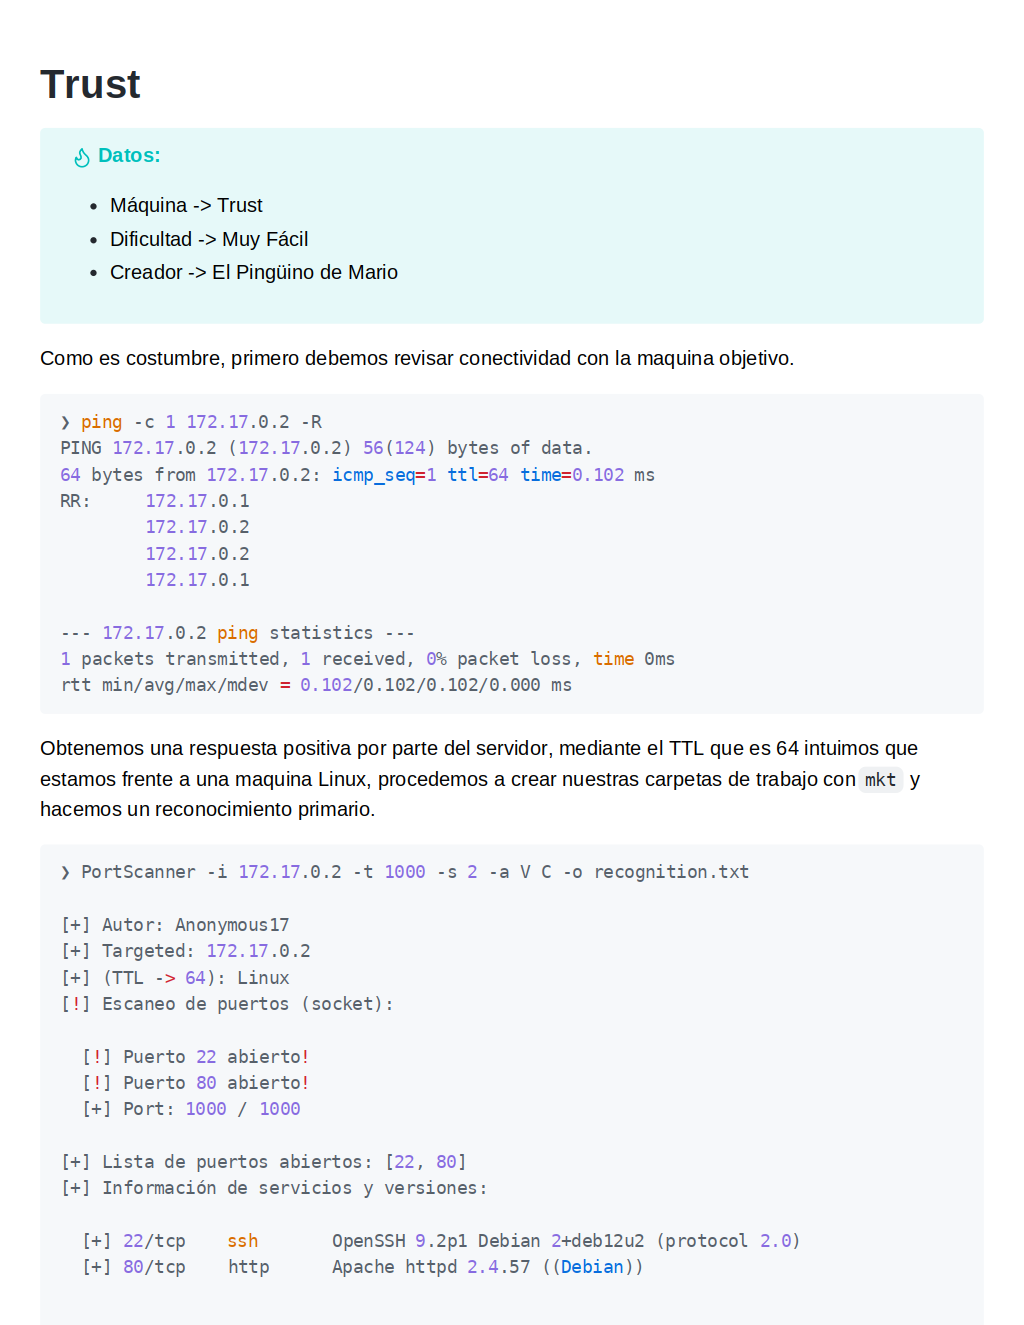 Trust
Datos:
• Máquina -> Trust
• Dificultad -> Muy Fácil
• Creador -> El Pingüino de Mario
Como es costumbre, primero debemos revisar conectividad con la maquina objetivo.
❯ ping -c 1 172.17.0.2 -R
PING 172.17.0.2 (172.17.0.2) 56(124) bytes of data.
64 bytes from 172.17.0.2: icmp_seq=1 ttl=64 time=0.102 ms
RR:     172.17.0.1
        172.17.0.2
        172.17.0.2
        172.17.0.1
--- 172.17.0.2 ping statistics ---
1 packets transmitted, 1 received, 0% packet loss, time 0ms
rtt min/avg/max/mdev = 0.102/0.102/0.102/0.000 ms
Obtenemos una respuesta positiva por parte del servidor, mediante el TTL que es 64 intuimos que
estamos frente a una maquina Linux, procedemos a crear nuestras carpetas de trabajo con mkt y
hacemos un reconocimiento primario.
❯ PortScanner -i 172.17.0.2 -t 1000 -s 2 -a V C -o recognition.txt
[+] Autor: Anonymous17
[+] Targeted: 172.17.0.2
[+] (TTL -> 64): Linux
[!] Escaneo de puertos (socket):
  [!] Puerto 22 abierto!
  [!] Puerto 80 abierto!
  [+] Port: 1000 / 1000
[+] Lista de puertos abiertos: [22, 80]
[+] Información de servicios y versiones:
  [+] 22/tcp    ssh       OpenSSH 9.2p1 Debian 2+deb12u2 (protocol 2.0)
  [+] 80/tcp    http      Apache httpd 2.4.57 ((Debian))